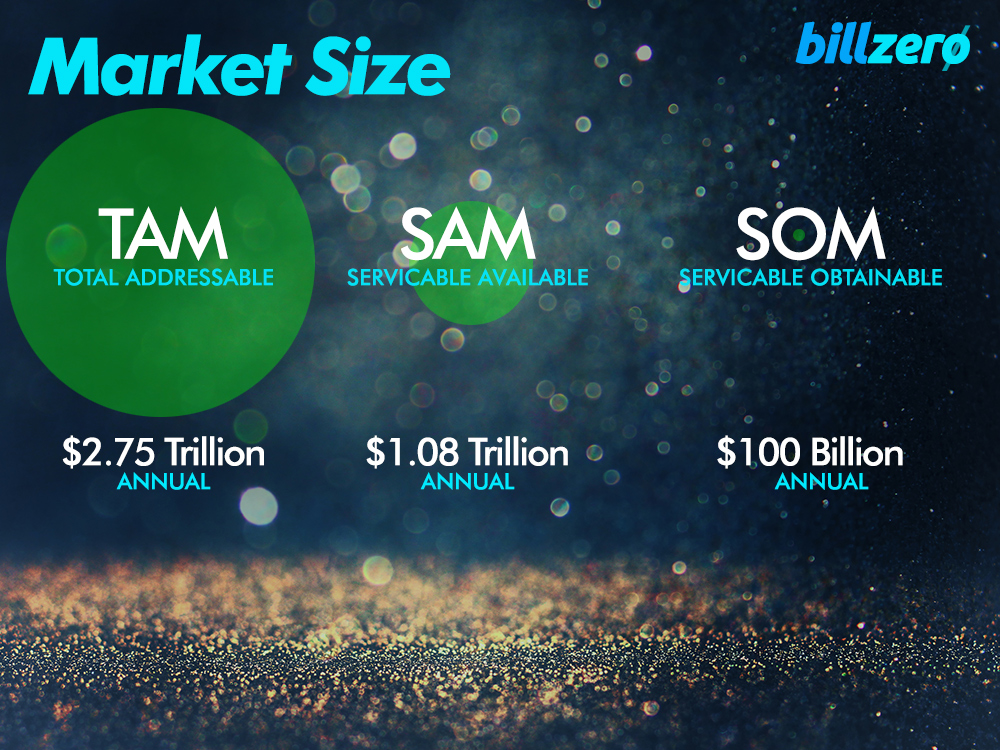 Market Size
billzerø
TAM
TOTAL ADDRESSABLE
SAM
SERVICABLE AVAILABLE
SOM
SERVICABLE OBTAINABLE
$2.75 Trillion
ANNUAL
$1.08 Trillion
ANNUAL
$100 Billion
ANNUAL